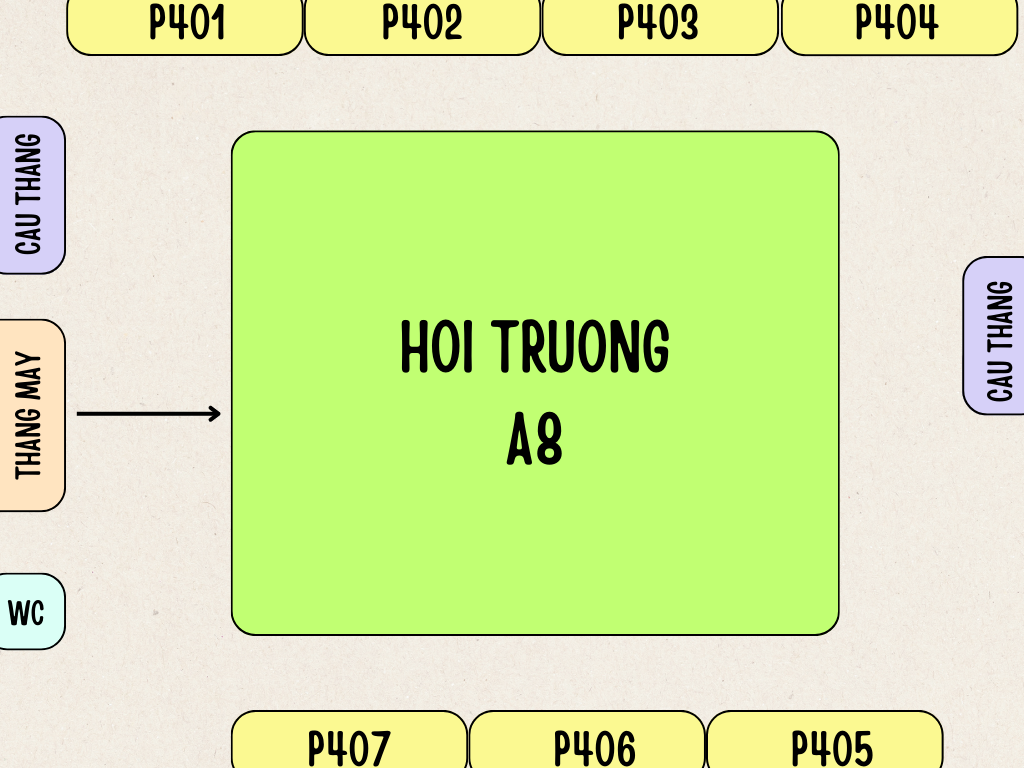 P401
P402
P403
P404
CAU THANG
HOI TRUONG
A8
CAU THANG
THANG MAY
WC
P407
P406
P405